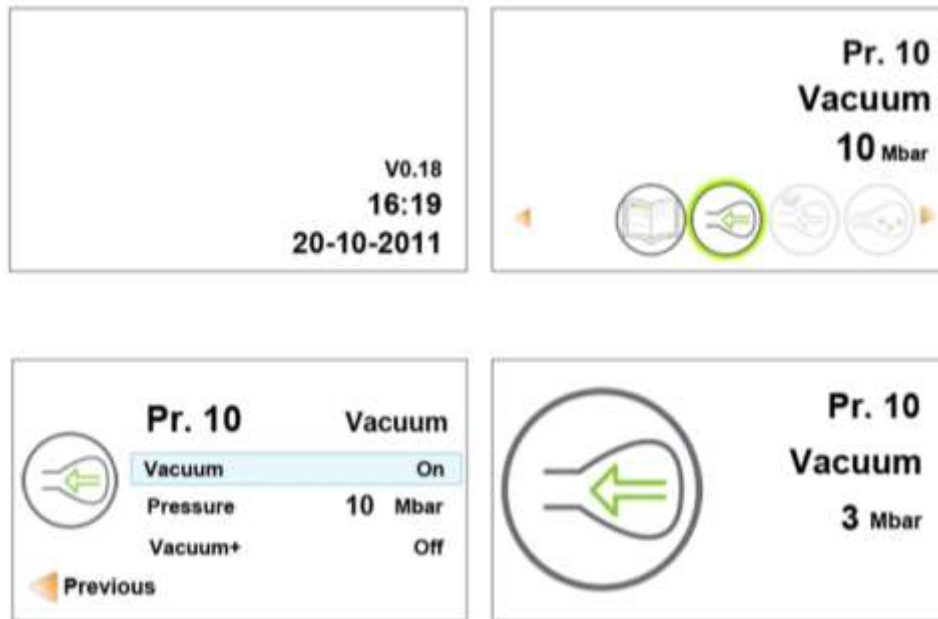 V0.18
16:19
20-10-2011
Pr. 10
Vacuum
10 Mbar
Pr. 10 Vacuum
Vacuum On
Pressure 10 Mbar
Vacuum+ Off
Previous
Pr. 10
Vacuum
3 Mbar